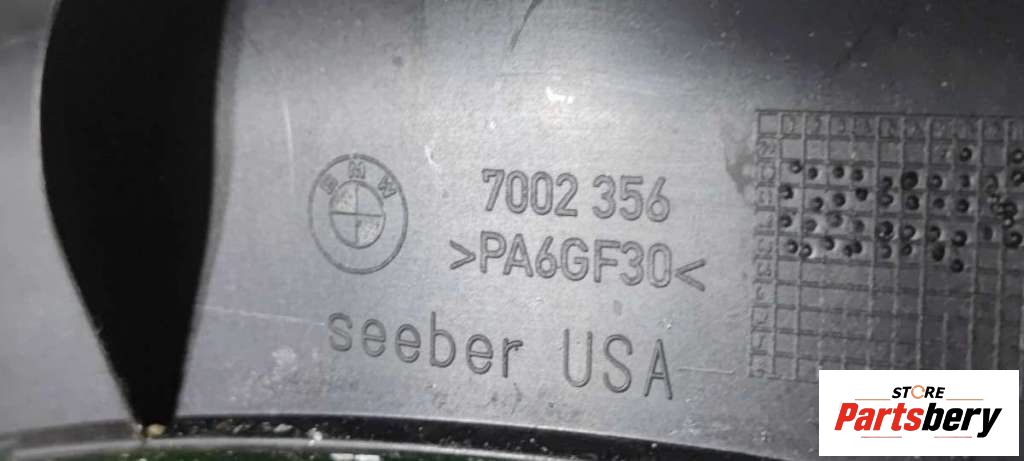 BMW
7002 356
>PA6GF30<
seeber USA
STORE
Partsbery